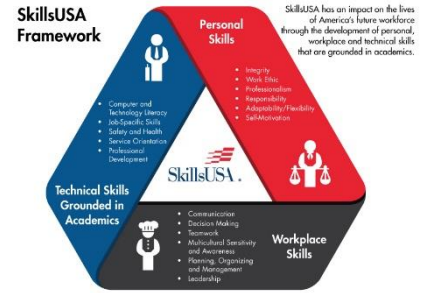 SkillsUSA
Framework
SkillsUSA has an impact on the lives
of America's future workforce
through the development of personal,
workplace and technical skills
that are grounded in academics.
Personal
Skills
• Integrity
• Work Ethic
• Professionalism
• Responsibility
• Adaptability/Flexibility
• Self-Motivation
• Computer and
Technology Literacy
• Job-Specific Skills
• Safety and Health
• Service Orientation
• Professional
Development
SkillsUSA.
Technical Skills
Grounded in
Academics
• Communication
• Decision Making
• Teamwork
• Multicultural Sensitivity
and Awareness
• Planning, Organizing
and Management
• Leadership
Workplace
Skills